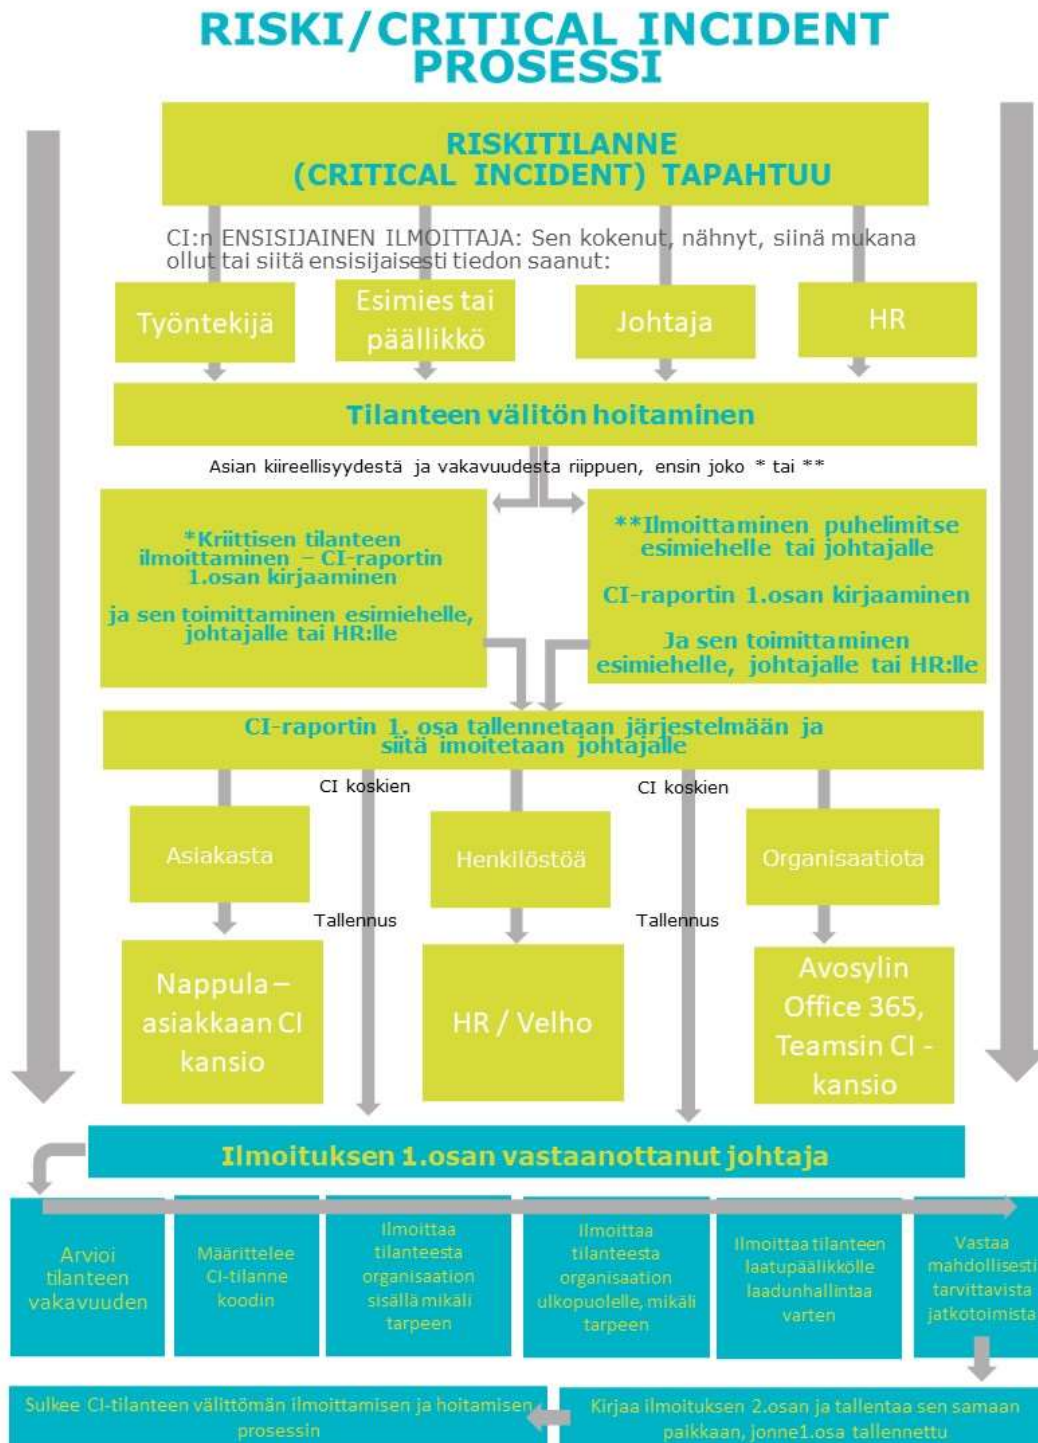 RISKI/CRITICAL INCIDENT
PROSESSI
RISKITILANNE
(CRITICAL INCIDENT) TAPAHTUU
CI:n ENSISIJAINEN ILMOITTAJA: Sen kokenut, nähnyt, siinä mukana
ollut tai siitä ensisijaisesti tiedon saanut:
Työntekijä
Esimies tai
päällikkö
Johtaja
HR
Tilanteen välitön hoitaminen
Asian kiireellisyydestä ja vakavuudesta riippuen, ensin joko * tai **
*Kriittisen tilanteen
ilmoittaminen – CI-raportin
1.osan kirjaaminen
ja sen toimittaminen esimiehelle,
johtajalle tai HR:lle
**Ilmoittaminen puhelimitse
esimiehelle tai johtajalle
CI-raportin 1.osan kirjaaminen
Ja sen toimittaminen
esimiehelle, johtajalle tai HR:lle
CI-raportin 1. osa tallennetaan järjestelmään ja
siitä imoitetaan johtajalle
CI koskien
CI koskien
Asiakasta
Henkilöstöä
Organisaatiota
Tallennus
Tallennus
Nappula –
asiakkaan CI
kansio
HR / Velho
Avosylin
Office 365,
Teamsin CI -
kansio
Ilmoituksen 1.osan vastaanottanut johtaja
Arvioi
tilanteen
vakavuuden
Määrittelee
CI-tilanne
koodin
Ilmoittaa
tilanteesta
organisaation
sisällä mikäli
tarpeen
Ilmoittaa
tilanteesta
organisaation
ulkopuolelle, mikäli
tarpeen
Ilmoittaa tilanteen
laatupäälikkölle
laadunhallintaa
varten
Vastaa
mahdollisesti
tarvittavista
jatkotoimista
Kirjaa ilmoituksen 2.osan ja tallentaa sen samaan
paikkaan, jonne1.osa tallennettu
Sulkee CI-tilanteen välittömän ilmoittamisen ja hoitamisen
prosessin